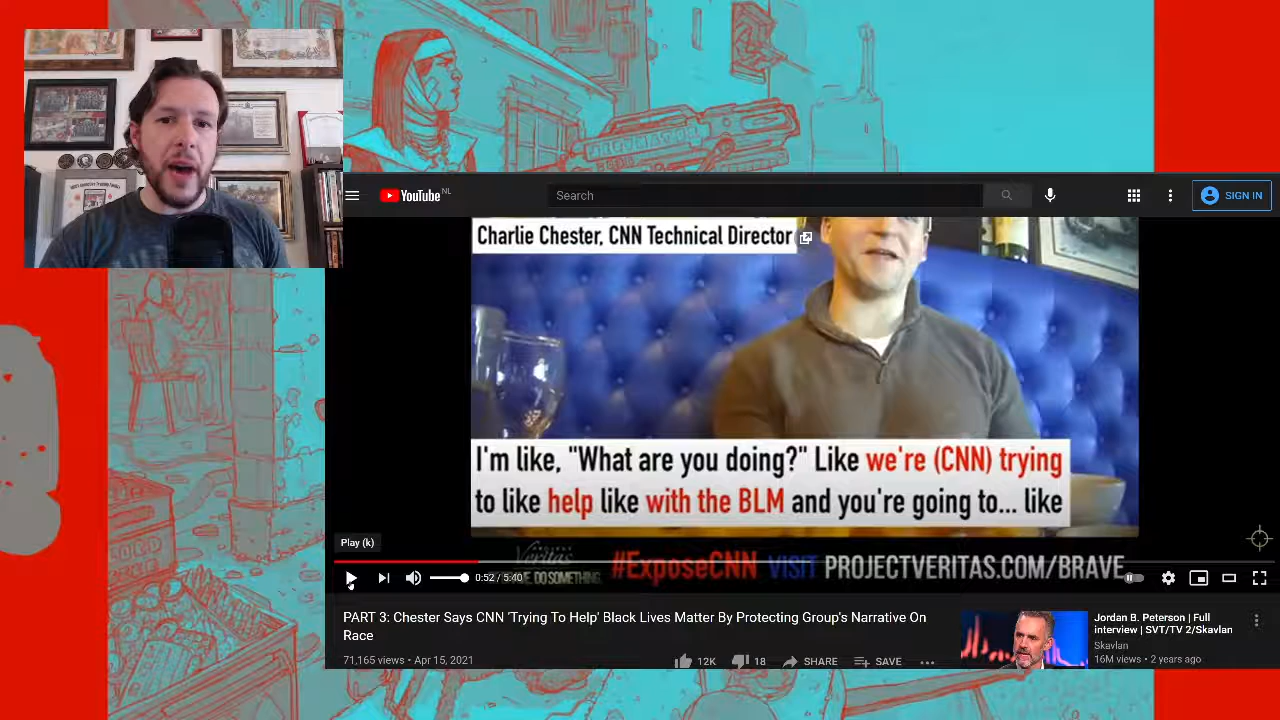 YouTube NL
Search
SIGN IN
Charlie Chester, CNN Technical Director
I'm like, "What are you doing?" Like we're (CNN) trying
to like help like with the BLM and you're going to... like
Play (k)
Veritas
#ExposeCNN VISIT PROJECTVERITAS.COM/BRAVE
DO SOMETHING.
0:52 / 5:40
PART 3: Chester Says CNN 'Trying To Help' Black Lives Matter By Protecting Group's Narrative On
Race
71,165 views • Apr 15, 2021
12K
18
SHARE
SAVE
Jordan B. Peterson | Full
interview | SVT/TV 2/Skavlan
Skavlan
16M views • 2 years ago